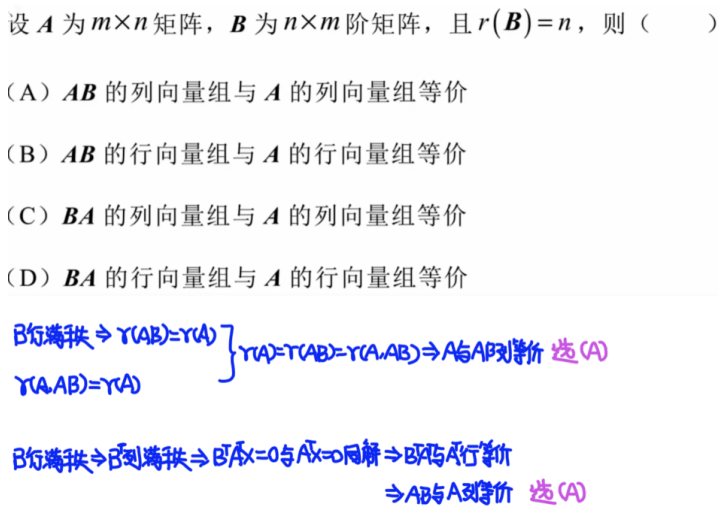 设 A 为 m×n 矩阵，B 为 n×m 阶矩阵，且 r(B)=n，则（ ）
（A）AB 的列向量组与 A 的列向量组等价
（B）AB 的行向量组与 A 的行向量组等价
（C）BA 的列向量组与 A 的列向量组等价
（D）BA 的行向量组与 A 的行向量组等价
B行满秩⇒r(AB)=r(A)
r(A,AB)=r(A)
}r(A)=r(AB)=r(A,AB)⇒A与AB列等价 选(A)
B行满秩⇒Bᵀ列满秩⇒BᵀAᵀx=0与Aᵀx=0同解⇒BᵀAᵀ与Aᵀ行等价
⇒AB与A列等价 选(A)